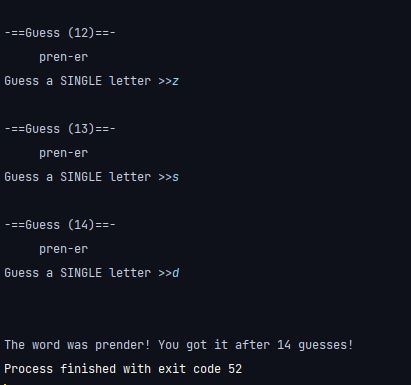 -==Guess (12)==-
pren-er
Guess a SINGLE letter >>z
-==Guess (13)==-
pren-er
Guess a SINGLE letter >>s
-==Guess (14)==-
pren-er
Guess a SINGLE letter >>d
The word was prender! You got it after 14 guesses!
Process finished with exit code 52